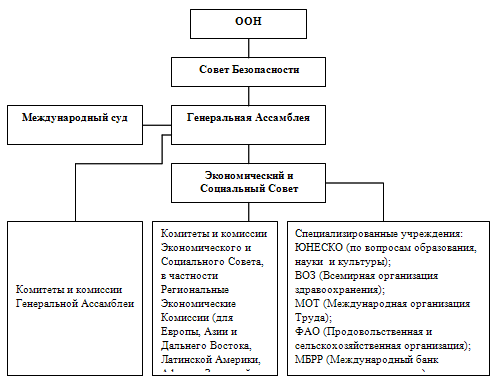 ООН
Совет Безопасности
Международный суд
Генеральная Ассамблея
Экономический и
Социальный Совет
Комитеты и комиссии
Генеральной Ассамблеи
Комитеты и комиссии
Экономического и
Социального Совета,
в частности
Региональные
Экономические
Комиссии (для
Европы, Азии и
Дальнего Востока,
Латинской Америки,
Специализированные учреждения:
ЮНЕСКО (по вопросам образования,
науки и культуры);
ВОЗ (Всемирная организация
здравоохранения);
МОТ (Международная организация
Труда);
ФАО (Продовольственная и
сельскохозяйственная организация);
МБРР (Международный банк